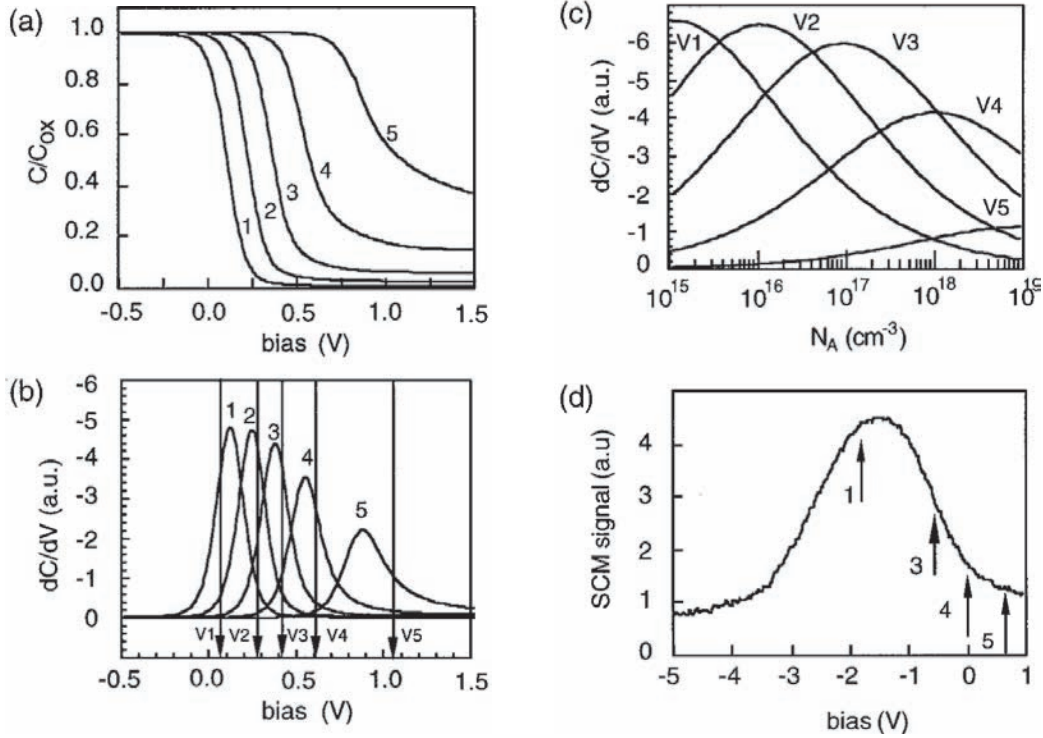 (a)
1.0
0.8
0.6
0.4
0.2
0.0
C/C_OX
1
2
3
4
5
-0.5 0.0 0.5 1.0 1.5
bias (V)
(b)
-6
-5
-4
-3
-2
-1
0
dC/dV (a.u.)
1
2
3
4
5
V1 V2 V3 V4 V5
-0.5 0.0 0.5 1.0 1.5
bias (V)
(c)
-6
-5
-4
-3
-2
-1
0
dC/dV (a.u.)
V1
V2
V3
V4
V5
10^15 10^16 10^17 10^18 10^19
N_A (cm^-3)
(d)
4
3
2
1
0
SCM signal (a.u)
1
3
4
5
-5 -4 -3 -2 -1 0 1
bias (V)